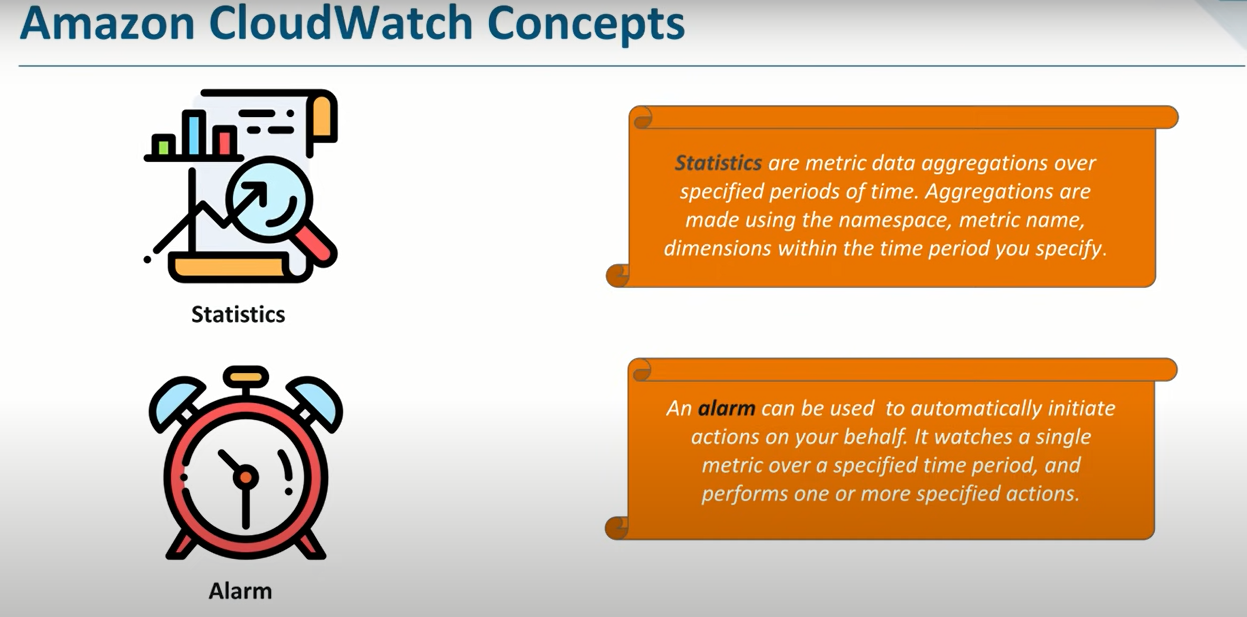 Amazon CloudWatch Concepts
Statistics are metric data aggregations over
specified periods of time. Aggregations are
made using the namespace, metric name,
dimensions within the time period you specify.
Statistics
An alarm can be used to automatically initiate
actions on your behalf. It watches a single
metric over a specified time period, and
performs one or more specified actions.
Alarm